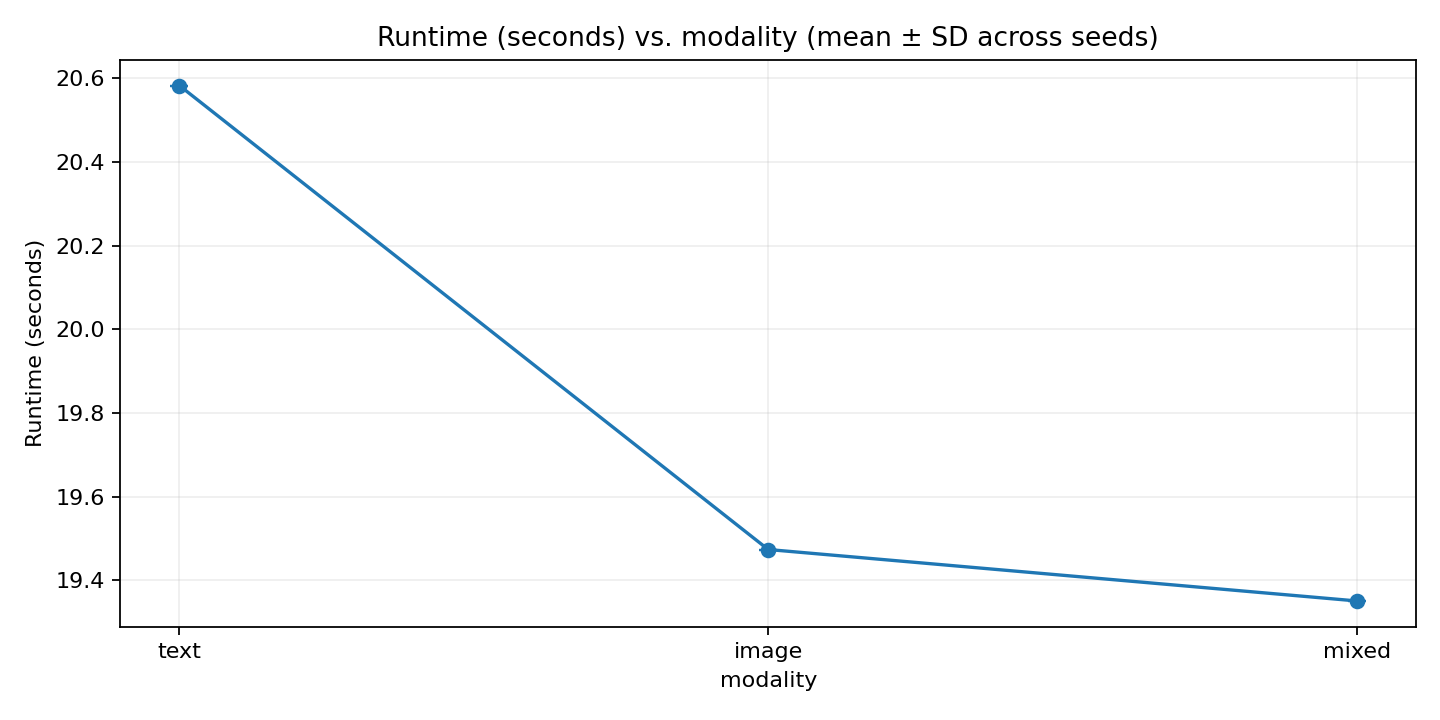 Runtime (seconds) vs. modality (mean ± SD across seeds)
Runtime (seconds)
20.6
20.4
20.2
20.0
19.8
19.6
19.4
text
image
mixed
modality